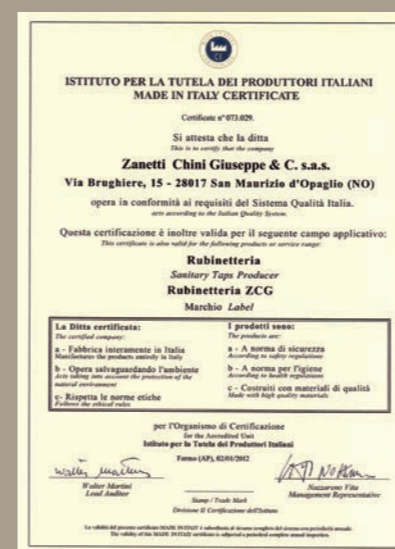 ISTITUTO PER LA TUTELA DEI PRODUTTORI ITALIANI
MADE IN ITALY CERTIFICATE
Certificate n° 073.029.
Si attesta che la ditta
This is to certify that the company
Zanetti Chini Giuseppe & C. s.a.s.
Via Brughiere, 15 - 28017 San Maurizio d'Opaglio (NO)
opera in conformità ai requisiti del Sistema Qualità Italia.
acts according to the Italian Quality System.
Questa certificazione è inoltre valida per il seguente campo applicativo:
This certificate is also valid for the following products or service range:
Rubinetteria
Sanitary Taps Producer
Rubinetteria ZCG
Marchio Label
La Ditta certificata:
The certified company:
a - Fabbrica interamente in Italia
Manufactures the products entirely in Italy
b - Opera salvaguardando l'ambiente
Acts taking into account the protection of the
natural environment
c- Rispetta le norme etiche
Follows the ethical rules
I prodotti sono:
The products are:
a - A norma di sicurezza
According to safety regulations
b - A norma per l'igiene
According to health regulations
c - Costruiti con materiali di qualità
Made with high quality materials
per l'Organismo di Certificazione
for the Accredited Unit
Istituto per la Tutela dei Produttori Italiani
Fermo (AP), 02/01/2012
Walter Martini
Lead Auditor
Stamp / Trade Mark
Divisione II Certificazione dell'Istituto
Nazzareno Vita
Management Representative